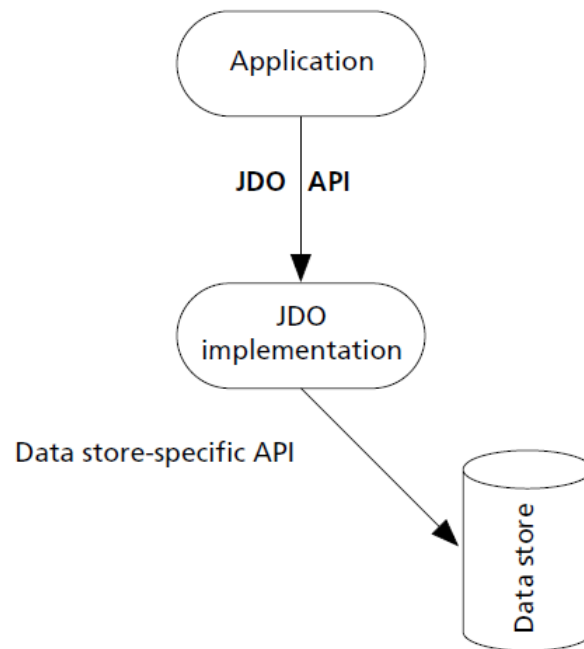 Application
JDO API
JDO
implementation
Data store-specific API
Data store